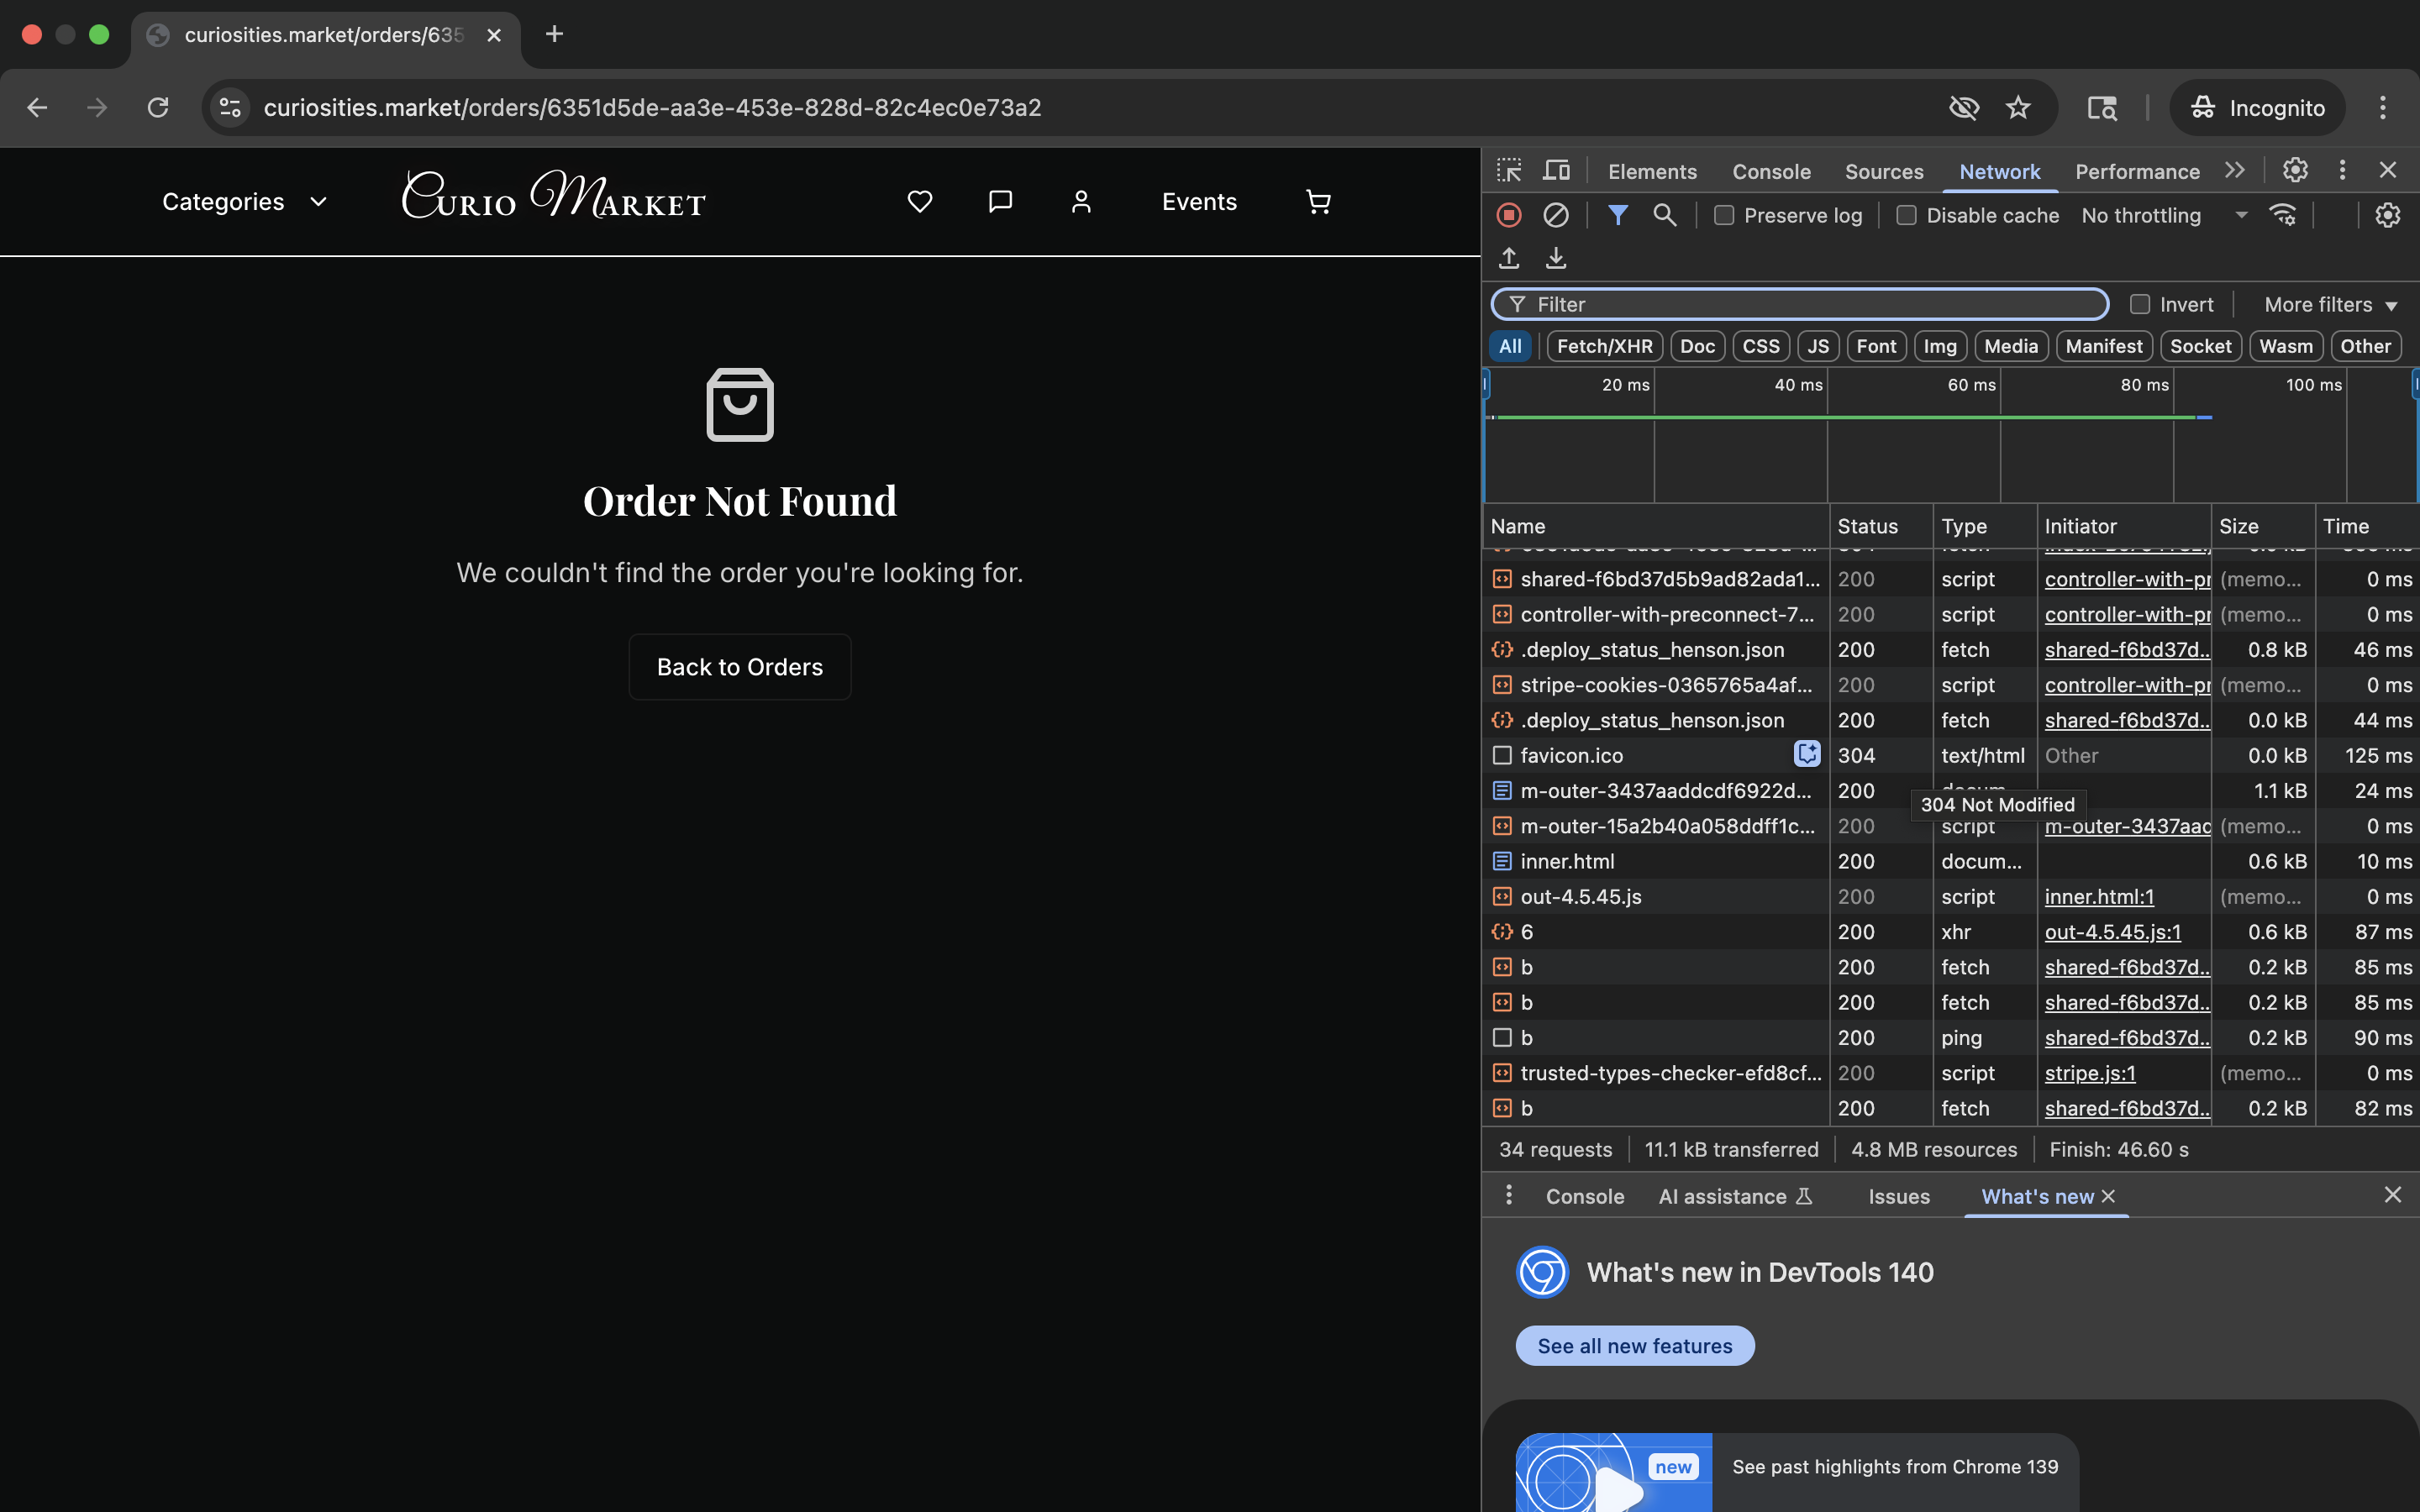 curiosities.market/orders/635
curiosities.market/orders/6351d5de-aa3e-453e-828d-82c4ec0e73a2
Incognito
Categories
Curio Market
Events
Order Not Found
We couldn't find the order you're looking for.
Back to Orders
Elements Console Sources Network Performance
Preserve log Disable cache No throttling
Filter Invert More filters
All Fetch/XHR Doc CSS JS Font Img Media Manifest Socket Wasm Other
20 ms 40 ms 60 ms 80 ms 100 ms
Name Status Type Initiator Size Time
shared-f6bd37d5b9ad82ada1... 200 script controller-with-pr (memo... 0 ms
controller-with-preconnect-7... 200 script controller-with-pr (memo... 0 ms
.deploy_status_henson.json 200 fetch shared-f6bd37d... 0.8 kB 46 ms
stripe-cookies-0365765a4af... 200 script controller-with-pr (memo... 0 ms
.deploy_status_henson.json 200 fetch shared-f6bd37d... 0.0 kB 44 ms
favicon.ico 304 text/html Other 0.0 kB 125 ms
m-outer-3437aaddcdf6922d... 200 1.1 kB 24 ms
304 Not Modified
m-outer-15a2b40a058ddff1c... 200 script m-outer-3437aad (memo... 0 ms
inner.html 200 docum... 0.6 kB 10 ms
out-4.5.45.js 200 script inner.html:1 (memo... 0 ms
6 200 xhr out-4.5.45.js:1 0.6 kB 87 ms
b 200 fetch shared-f6bd37d... 0.2 kB 85 ms
b 200 fetch shared-f6bd37d... 0.2 kB 85 ms
b 200 ping shared-f6bd37d... 0.2 kB 90 ms
trusted-types-checker-efd8cf... 200 script stripe.js:1 (memo... 0 ms
b 200 fetch shared-f6bd37d... 0.2 kB 82 ms
34 requests 11.1 kB transferred 4.8 MB resources Finish: 46.60 s
Console AI assistance Issues What's new
What's new in DevTools 140
See all new features
new
See past highlights from Chrome 139